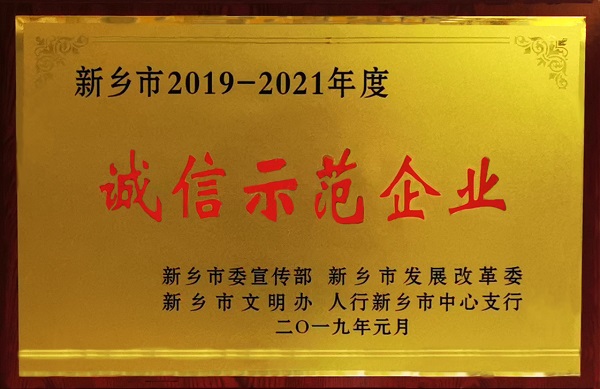 新乡市2019-2021年度
诚信示范企业
新乡市委宣传部 新乡市发展改革委
新乡市文明办 人行新乡市中心支行
二〇一九年元月